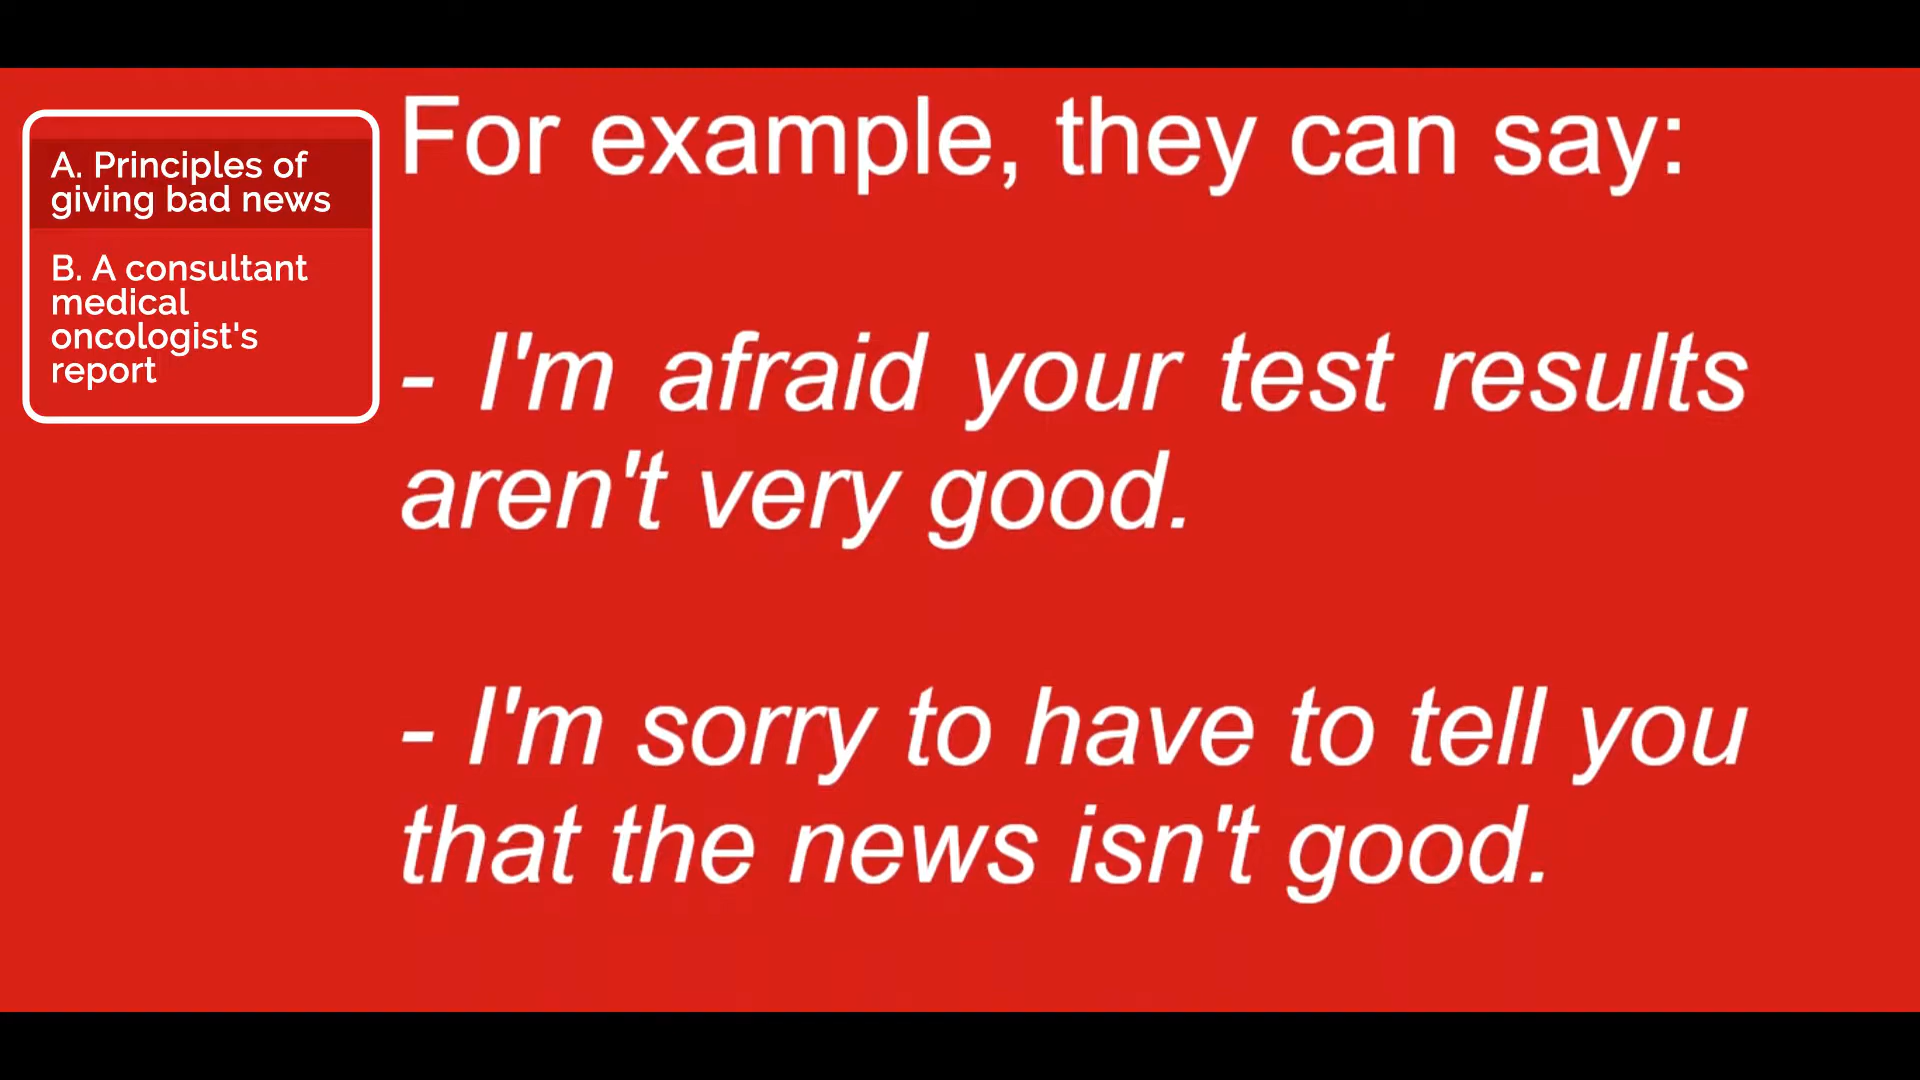 A. Principles of
giving bad news
B. A consultant
medical
oncologist's
report
For example, they can say:
- I'm afraid your test results
aren't very good.
- I'm sorry to have to tell you
that the news isn't good.